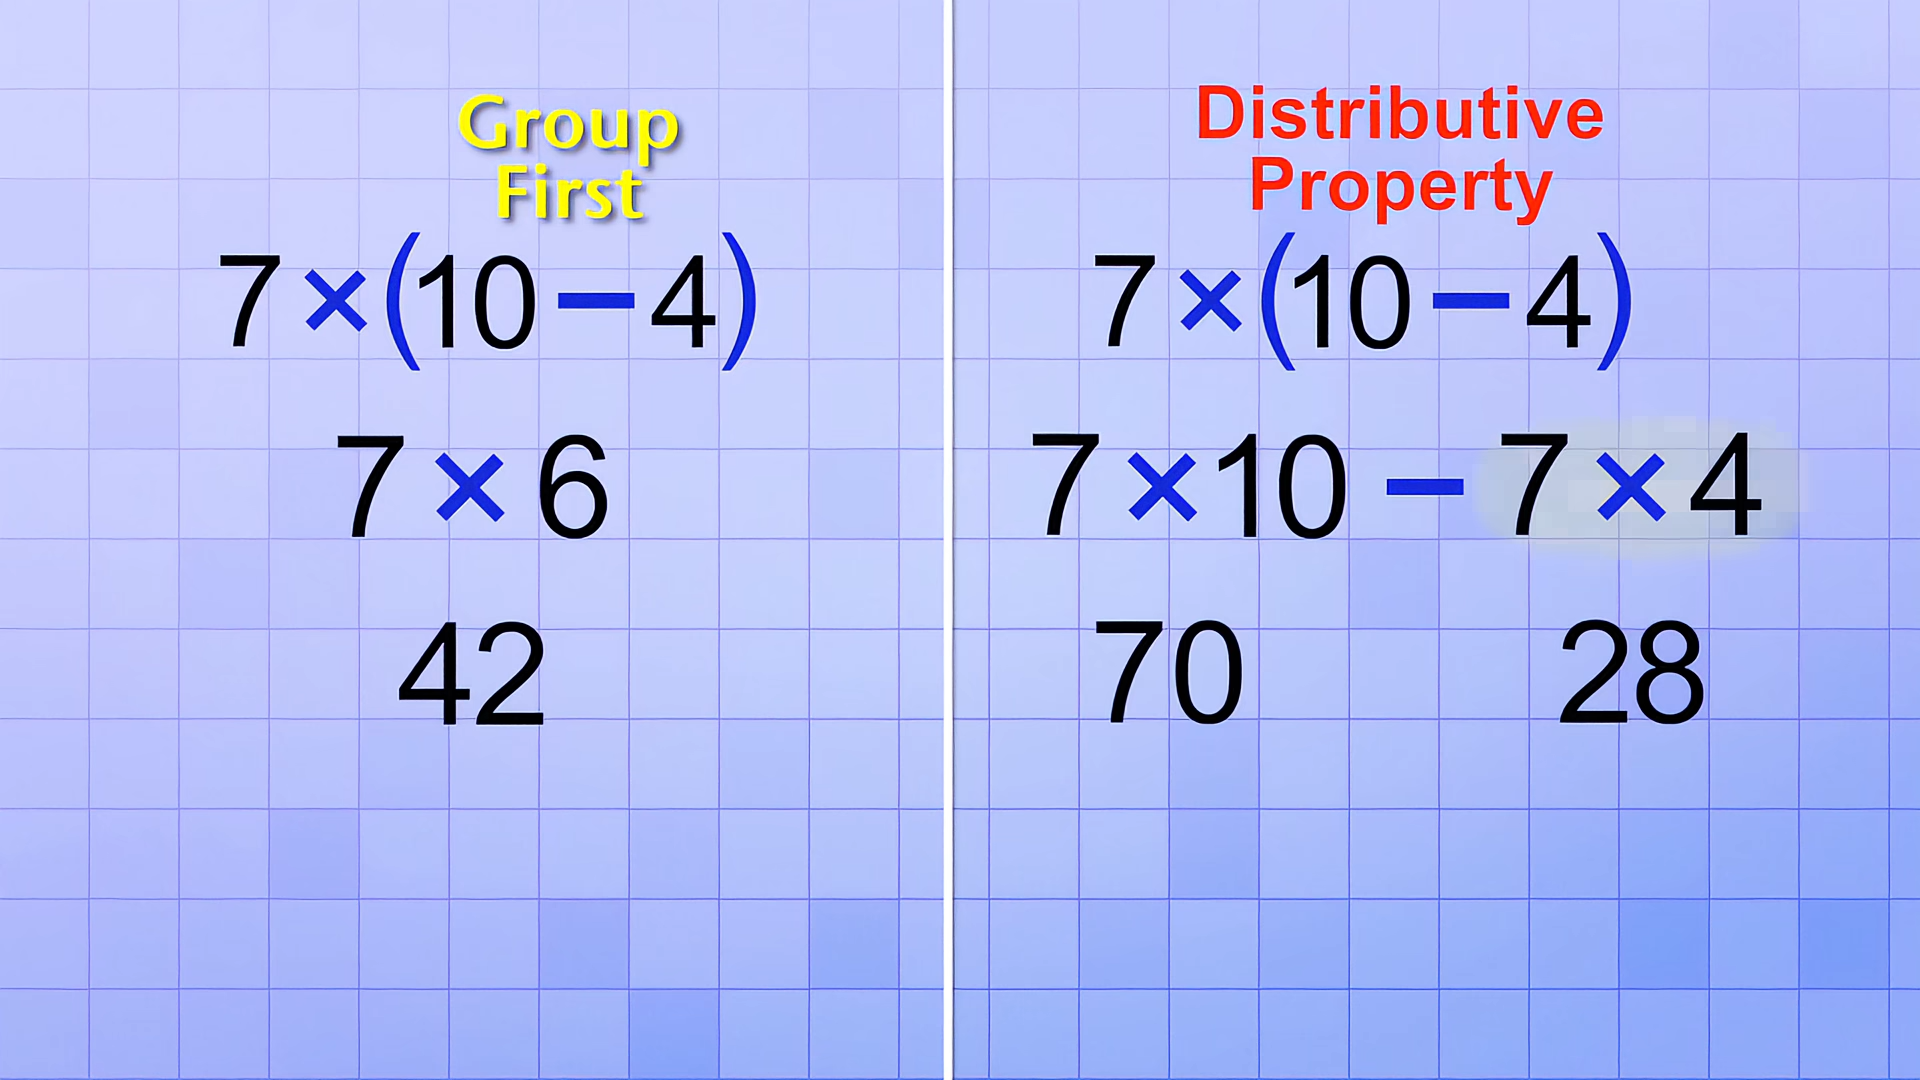 Group
First
7 × (10 − 4)
7 × 6
42
Distributive
Property
7 × (10 − 4)
7 × 10 − 7 × 4
70 28